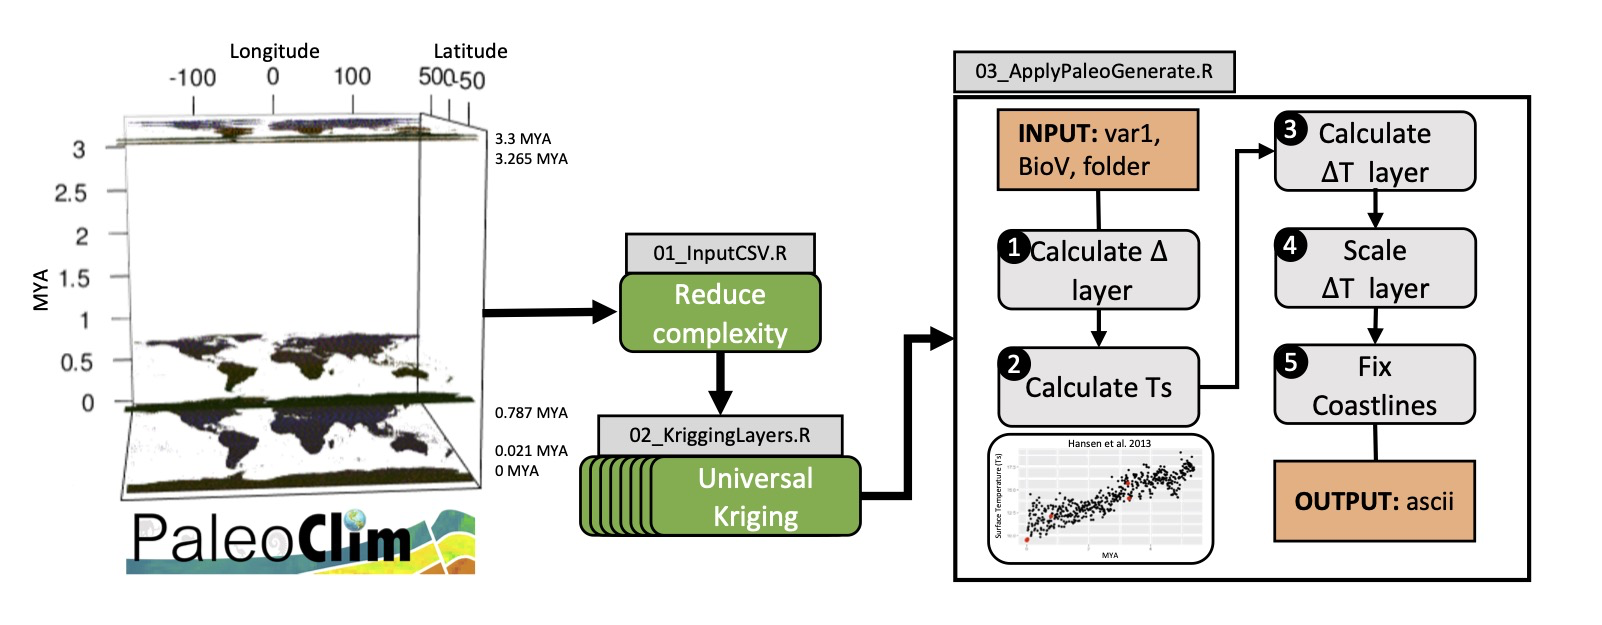 Longitude
Latitude
-100
0
100
500
-50
3.3 MYA
3.265 MYA
3
2.5
2
1.5
1
0.5
0
MYA
0.787 MYA
0.021 MYA
0 MYA
PaleoClim
01_InputCSV.R
Reduce
complexity
02_KriggingLayers.R
Universal
Kriging
03_ApplyPaleoGenerate.R
INPUT: var1,
BioV, folder
1
Calculate Δ
layer
2
Calculate Ts
Hansen et al. 2013
Surface Temperature (Ts)
MYA
3
Calculate
ΔT layer
4
Scale
ΔT layer
5
Fix
Coastlines
OUTPUT: ascii